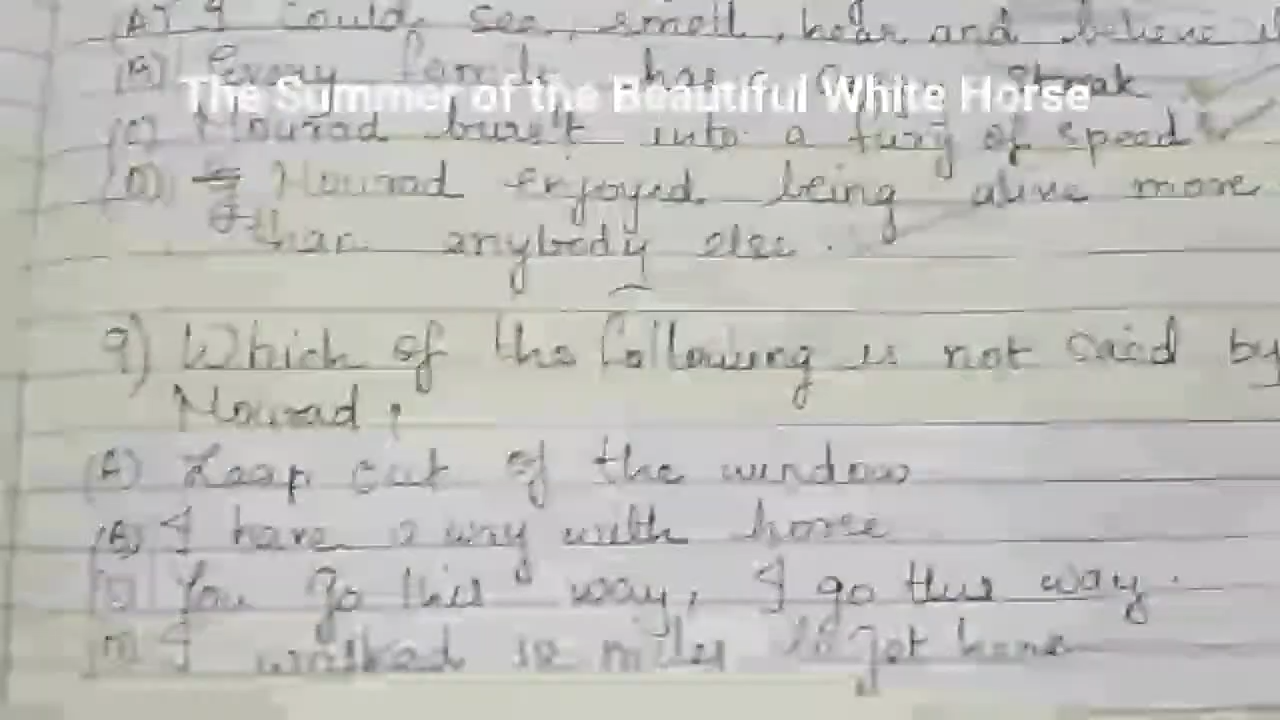 (A) I could see, smell, hear and believe
(B) Every family has a crazy streak
The Summer of the Beautiful White Horse
(C) Mourad burst into a fury of speed
(D) Mourad enjoyed being alive more
than anybody else.
9) Which of the following is not said by
Mourad,
(A) Leap out of the window
(B) I have a way with horse
You go this way, I go this way.
I walked 10 miles to get here